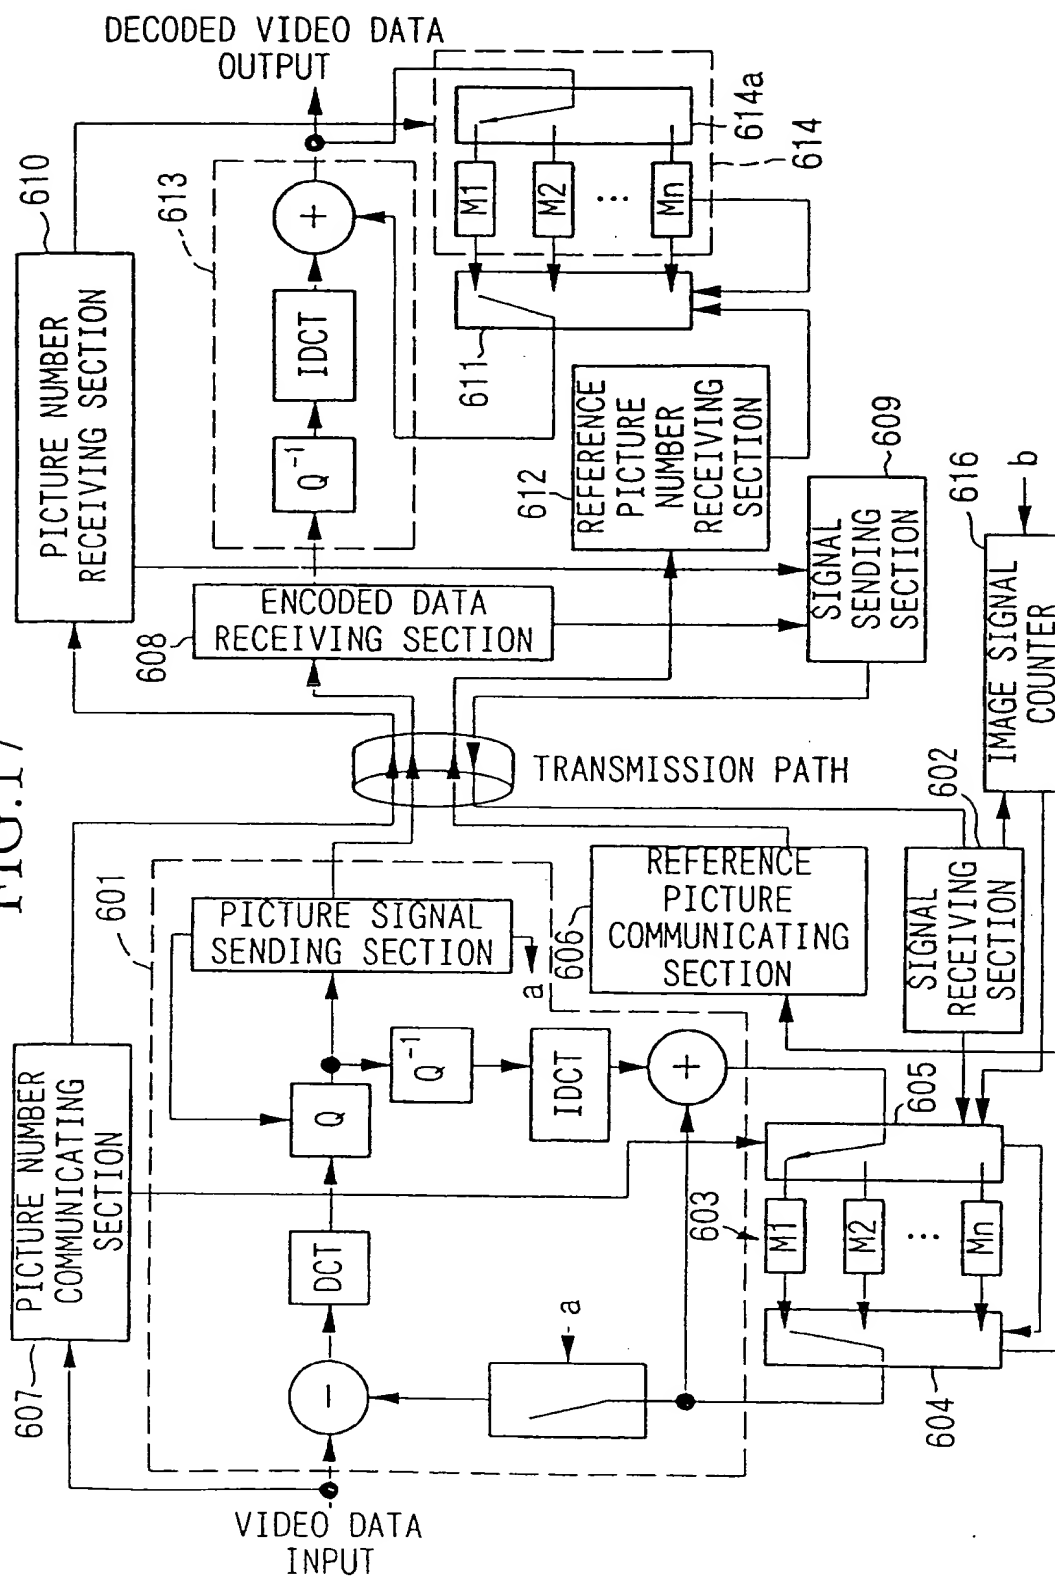 FIG.17
DECODED VIDEO DATA
OUTPUT
610
PICTURE NUMBER
RECEIVING SECTION
613
+
IDCT
Q⁻¹
614a
614
M1
M2
...
Mn
611
612
REFERENCE
PICTURE
NUMBER
RECEIVING
SECTION
608
ENCODED DATA
RECEIVING SECTION
609
SIGNAL
SENDING
SECTION
616
IMAGE SIGNAL
COUNTER
b
TRANSMISSION PATH
602
SIGNAL
RECEIVING
SECTION
601
PICTURE SIGNAL
SENDING SECTION
a
606
REFERENCE
PICTURE
COMMUNICATING
SECTION
607
PICTURE NUMBER
COMMUNICATING
SECTION
Q
Q⁻¹
IDCT
+
DCT
−
a
605
603
M1
M2
...
Mn
604
VIDEO DATA
INPUT